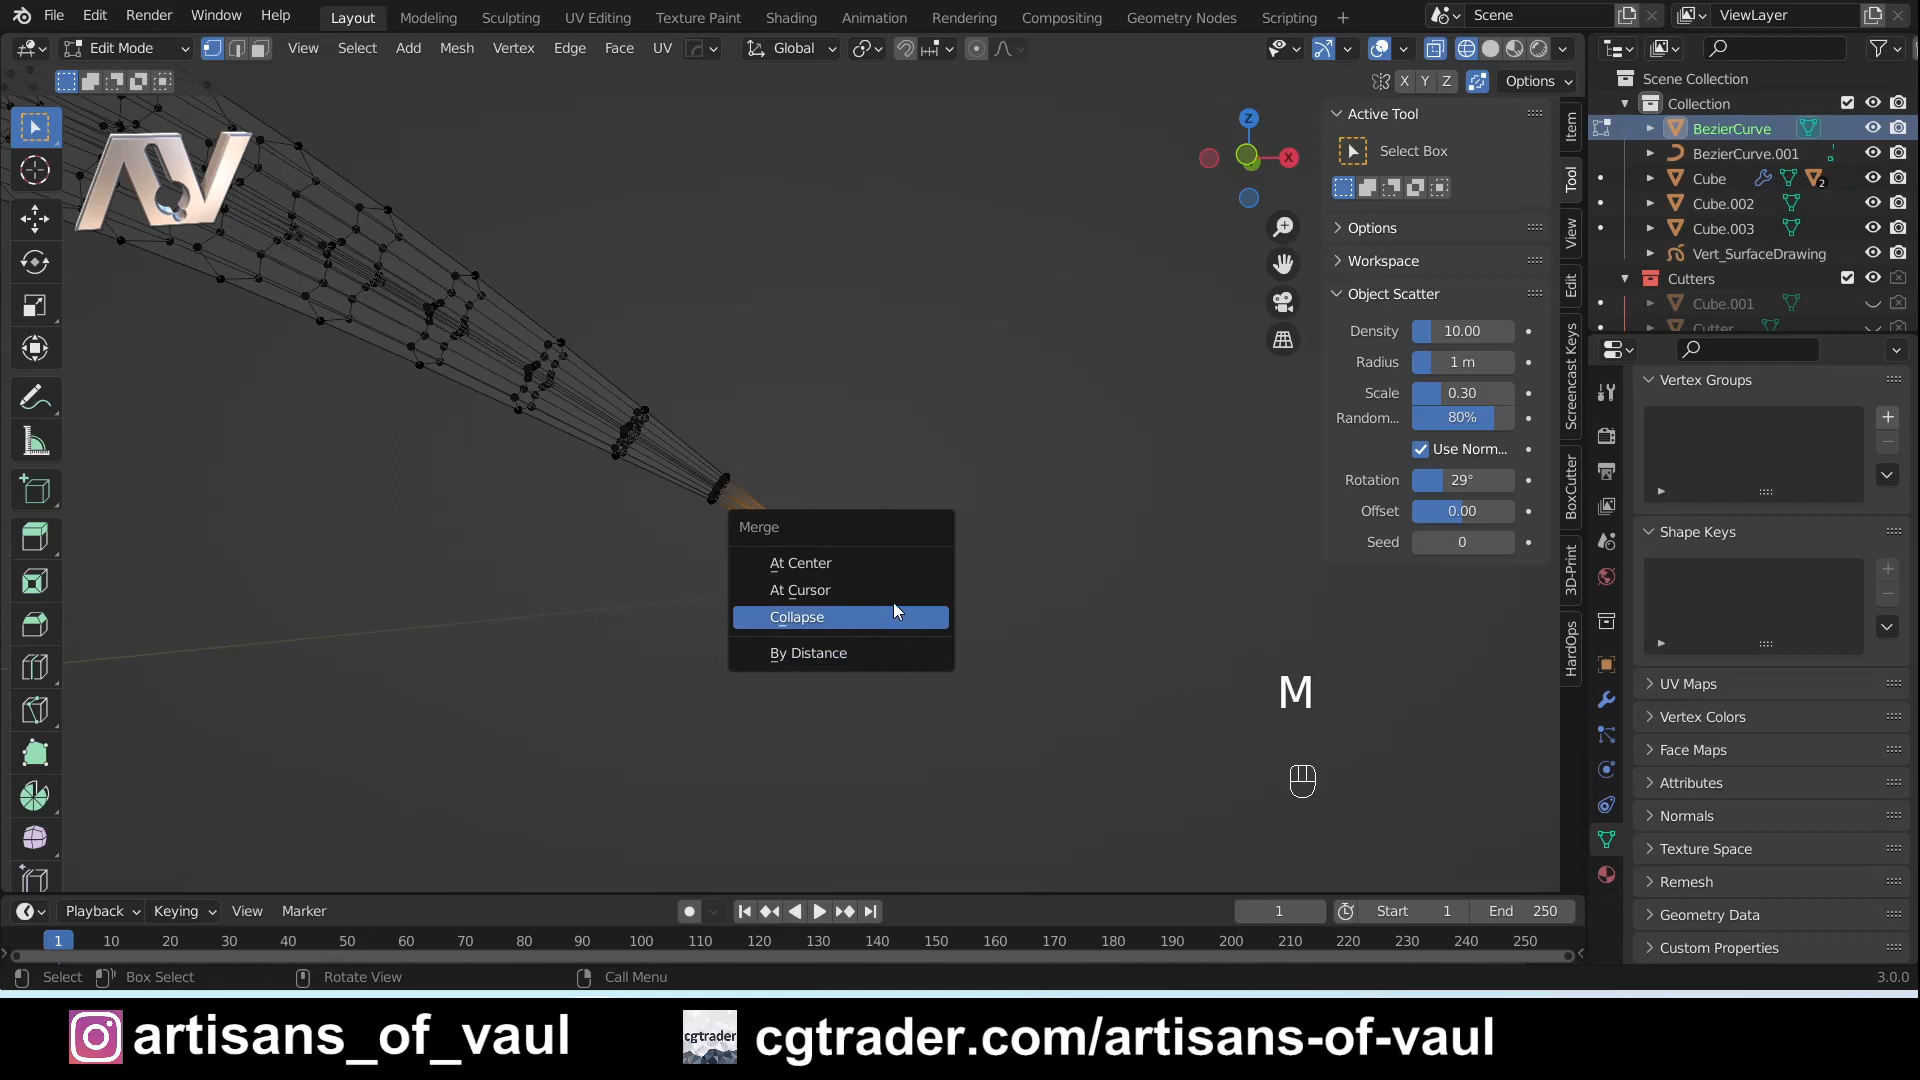 File Edit Render Window Help Layout Modeling Sculpting UV Editing Texture Paint Shading Animation Rendering Compositing Geometry Nodes Scripting + Scene ViewLayer
Edit Mode View Select Add Mesh Vertex Edge Face UV Global
X Y Z Options
AV
Z
X
Active Tool
Select Box
Options
Workspace
Object Scatter
Density 10.00
Radius 1 m
Scale 0.30
Random... 80%
Use Norm...
Rotation 29°
Offset 0.00
Seed 0
Item
Tool
View
Edit
Screencast Keys
BoxCutter
3D-Print
HardOps
Scene Collection
Collection
BezierCurve
BezierCurve.001
Cube 2
Cube.002
Cube.003
Vert_SurfaceDrawing
Cutters
Cube.001
Cutter
Vertex Groups
Shape Keys
UV Maps
Vertex Colors
Face Maps
Attributes
Normals
Texture Space
Remesh
Geometry Data
Custom Properties
Merge
At Center
At Cursor
Collapse
By Distance
M
Playback Keying View Marker 1 Start 1 End 250
1 10 20 30 40 50 60 70 80 90 100 110 120 130 140 150 160 170 180 190 200 210 220 230 240 250
Select Box Select Rotate View Call Menu 3.0.0
artisans_of_vaul cgtrader cgtrader.com/artisans-of-vaul